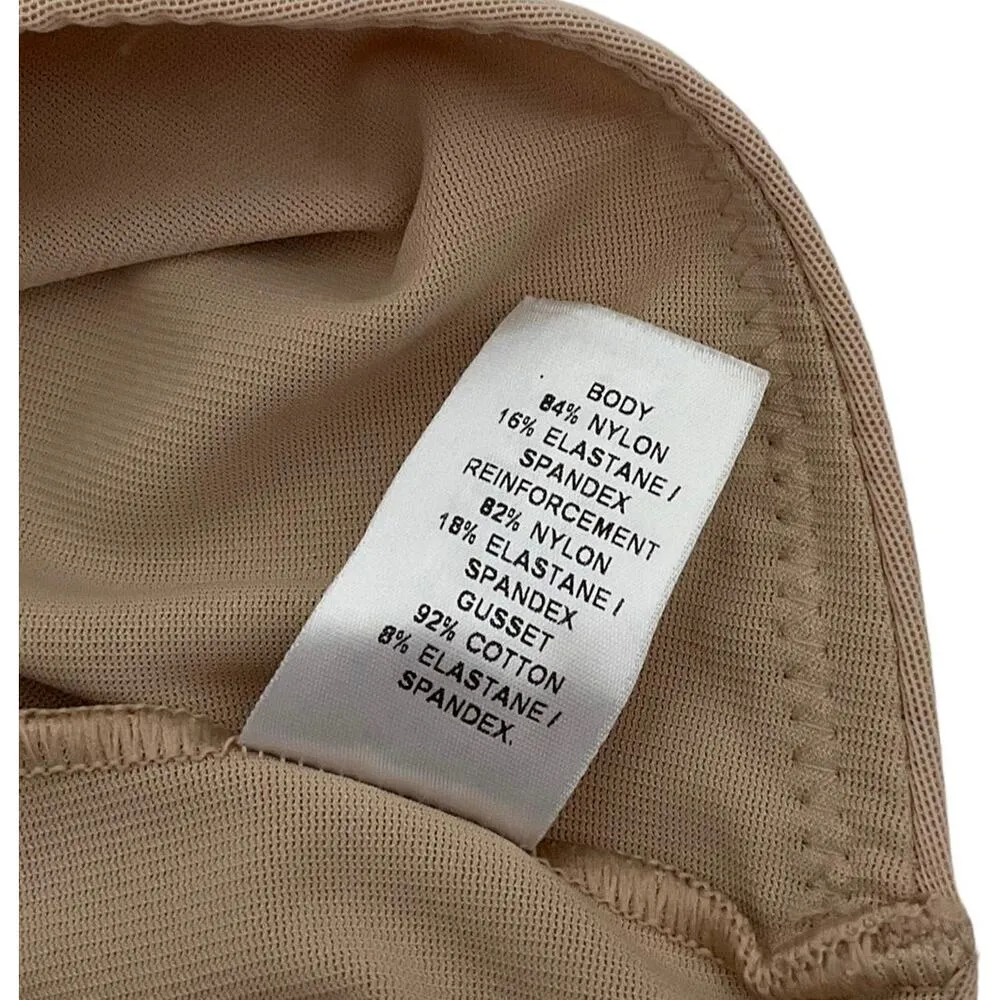 BODY
84% NYLON
16% ELASTANE /
SPANDEX
REINFORCEMENT
82% NYLON
18% ELASTANE /
SPANDEX
GUSSET
92% COTTON
8% ELASTANE /
SPANDEX.